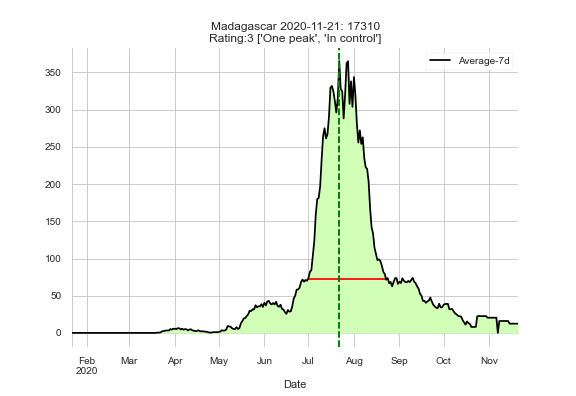 Madagascar 2020-11-21: 17310
Rating:3 ['One peak', 'In control']
Average-7d
350
300
250
200
150
100
50
0
Feb Mar Apr May Jun Jul Aug Sep Oct Nov
2020
Date